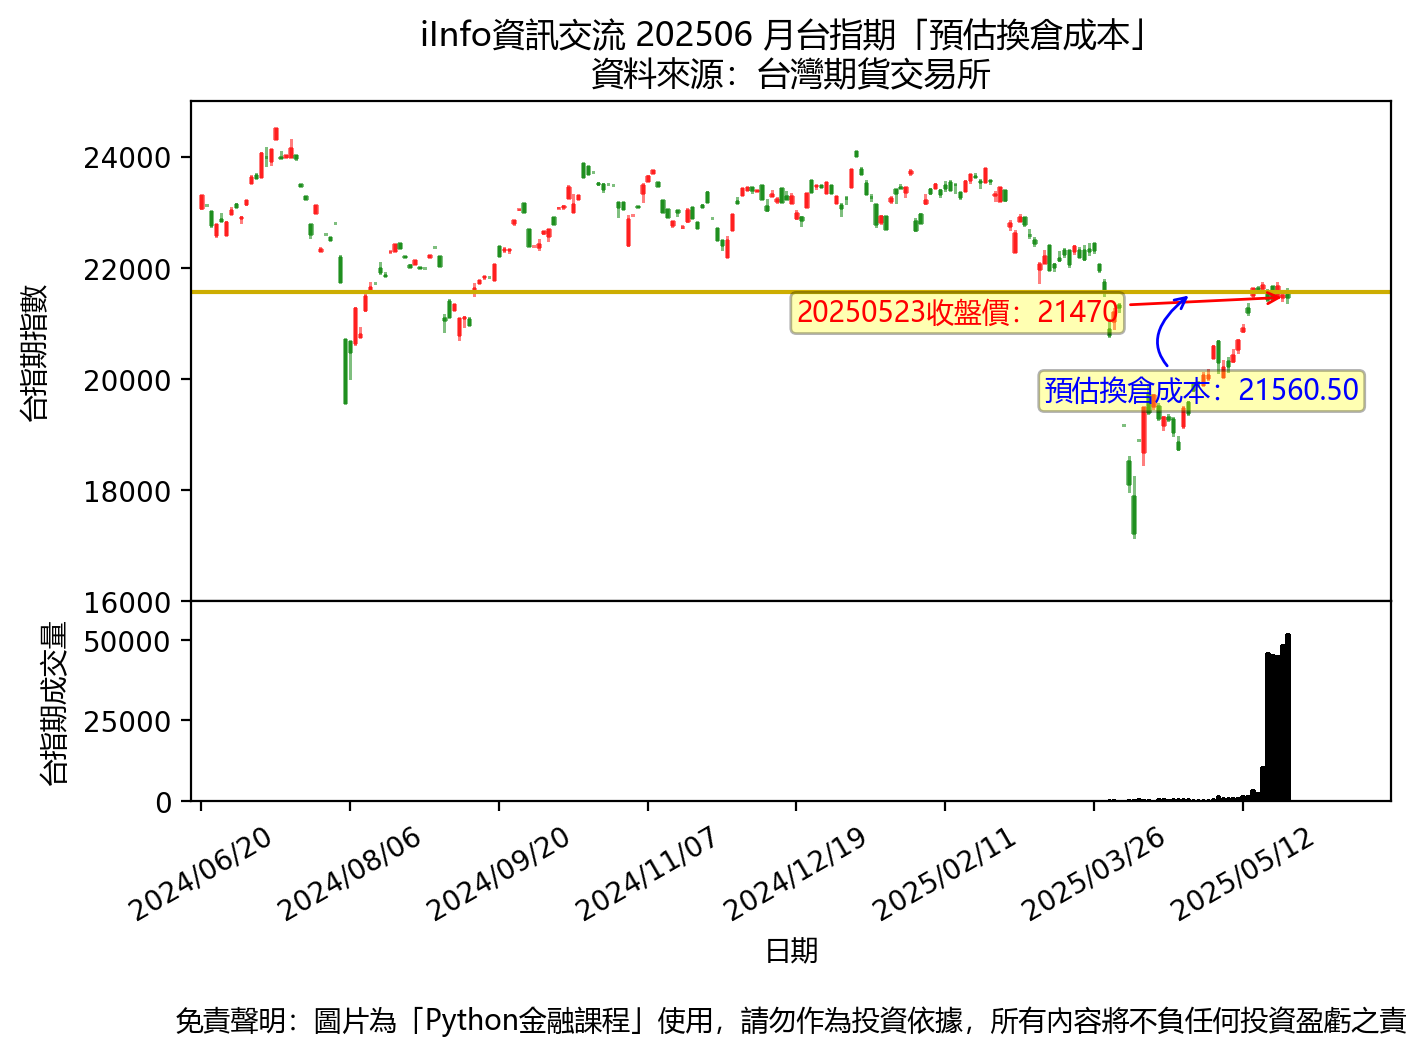 iInfo資訊交流 202506 月台指期「預估換倉成本」
資料來源：台灣期貨交易所
台指期指數
24000
22000
20000
18000
16000
20250523收盤價：21470
預估換倉成本：21560.50
台指期成交量
50000
25000
0
2024/06/20
2024/08/06
2024/09/20
2024/11/07
2024/12/19
2025/02/11
2025/03/26
2025/05/12
日期
免責聲明：圖片為「Python金融課程」使用，請勿作為投資依據，所有內容將不負任何投資盈虧之責